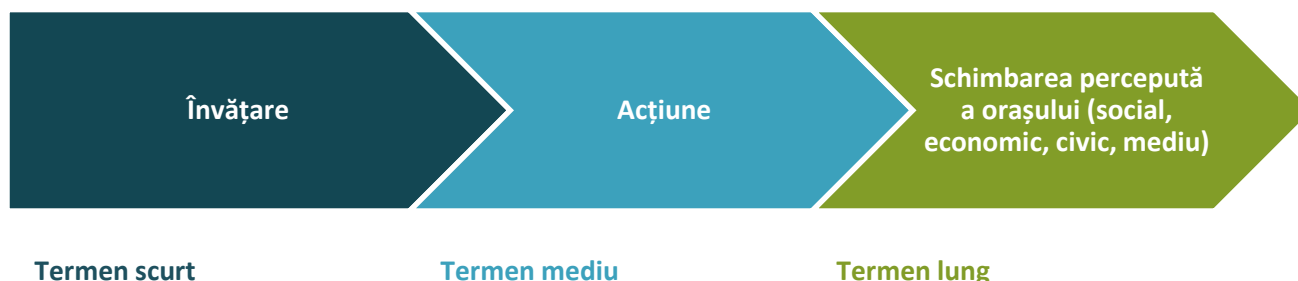 Învățare
Acțiune
Schimbarea percepută
a orașului (social,
economic, civic, mediu)
Termen scurt
Termen mediu
Termen lung